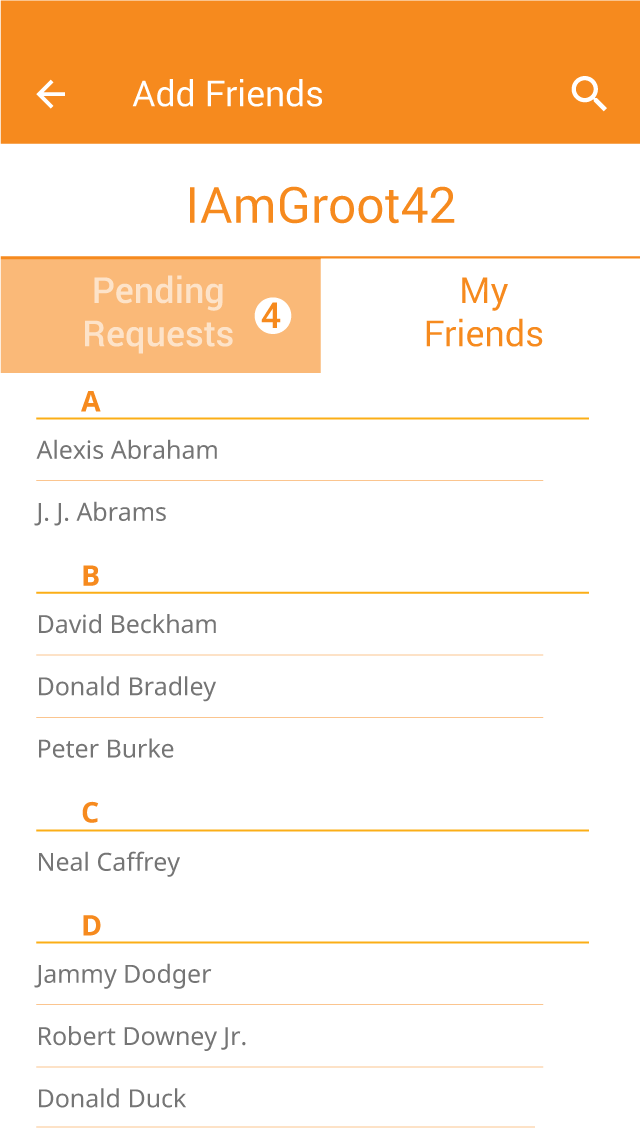 Add Friends
IAmGroot42
Pending
Requests
4
My
Friends
A
Alexis Abraham
J. J. Abrams
B
David Beckham
Donald Bradley
Peter Burke
C
Neal Caffrey
D
Jammy Dodger
Robert Downey Jr.
Donald Duck